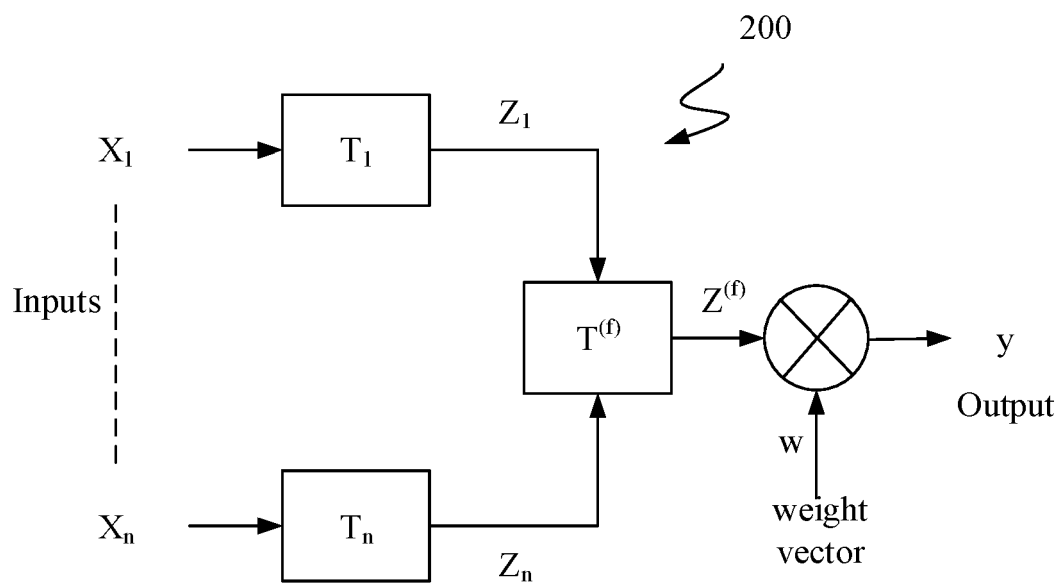 200
Z₁
X₁
T₁
Inputs
Z⁽ᶠ⁾
T⁽ᶠ⁾
y
Output
w
Xₙ
Tₙ
weight
vector
Zₙ